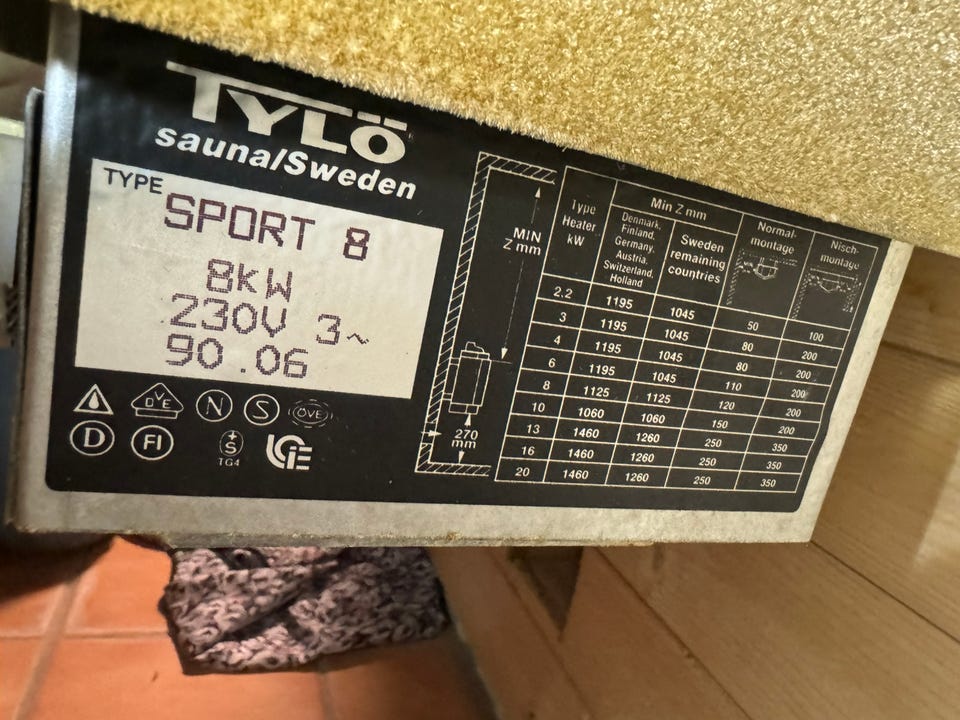 TYLÖ
sauna/Sweden
TYPE
SPORT 8
8KW
230V 3~
90.06
DVE
N
S
ÖVE
D
FI
+
S
TG4
MIN
Z mm
270
mm
Type
Heater
kW
Min Z mm
Denmark,
Finland,
Germany,
Austria,
Switzerland,
Holland
Sweden
remaining
countries
Normal-
montage
Nisch-
montage
2.2 1195 1045 50 100
3 1195 1045 80 200
4 1195 1045 80 200
6 1195 1045 110 200
8 1125 1125 120 200
10 1060 1060 150 200
13 1460 1260 250 350
16 1460 1260 250 350
20 1460 1260 250 350